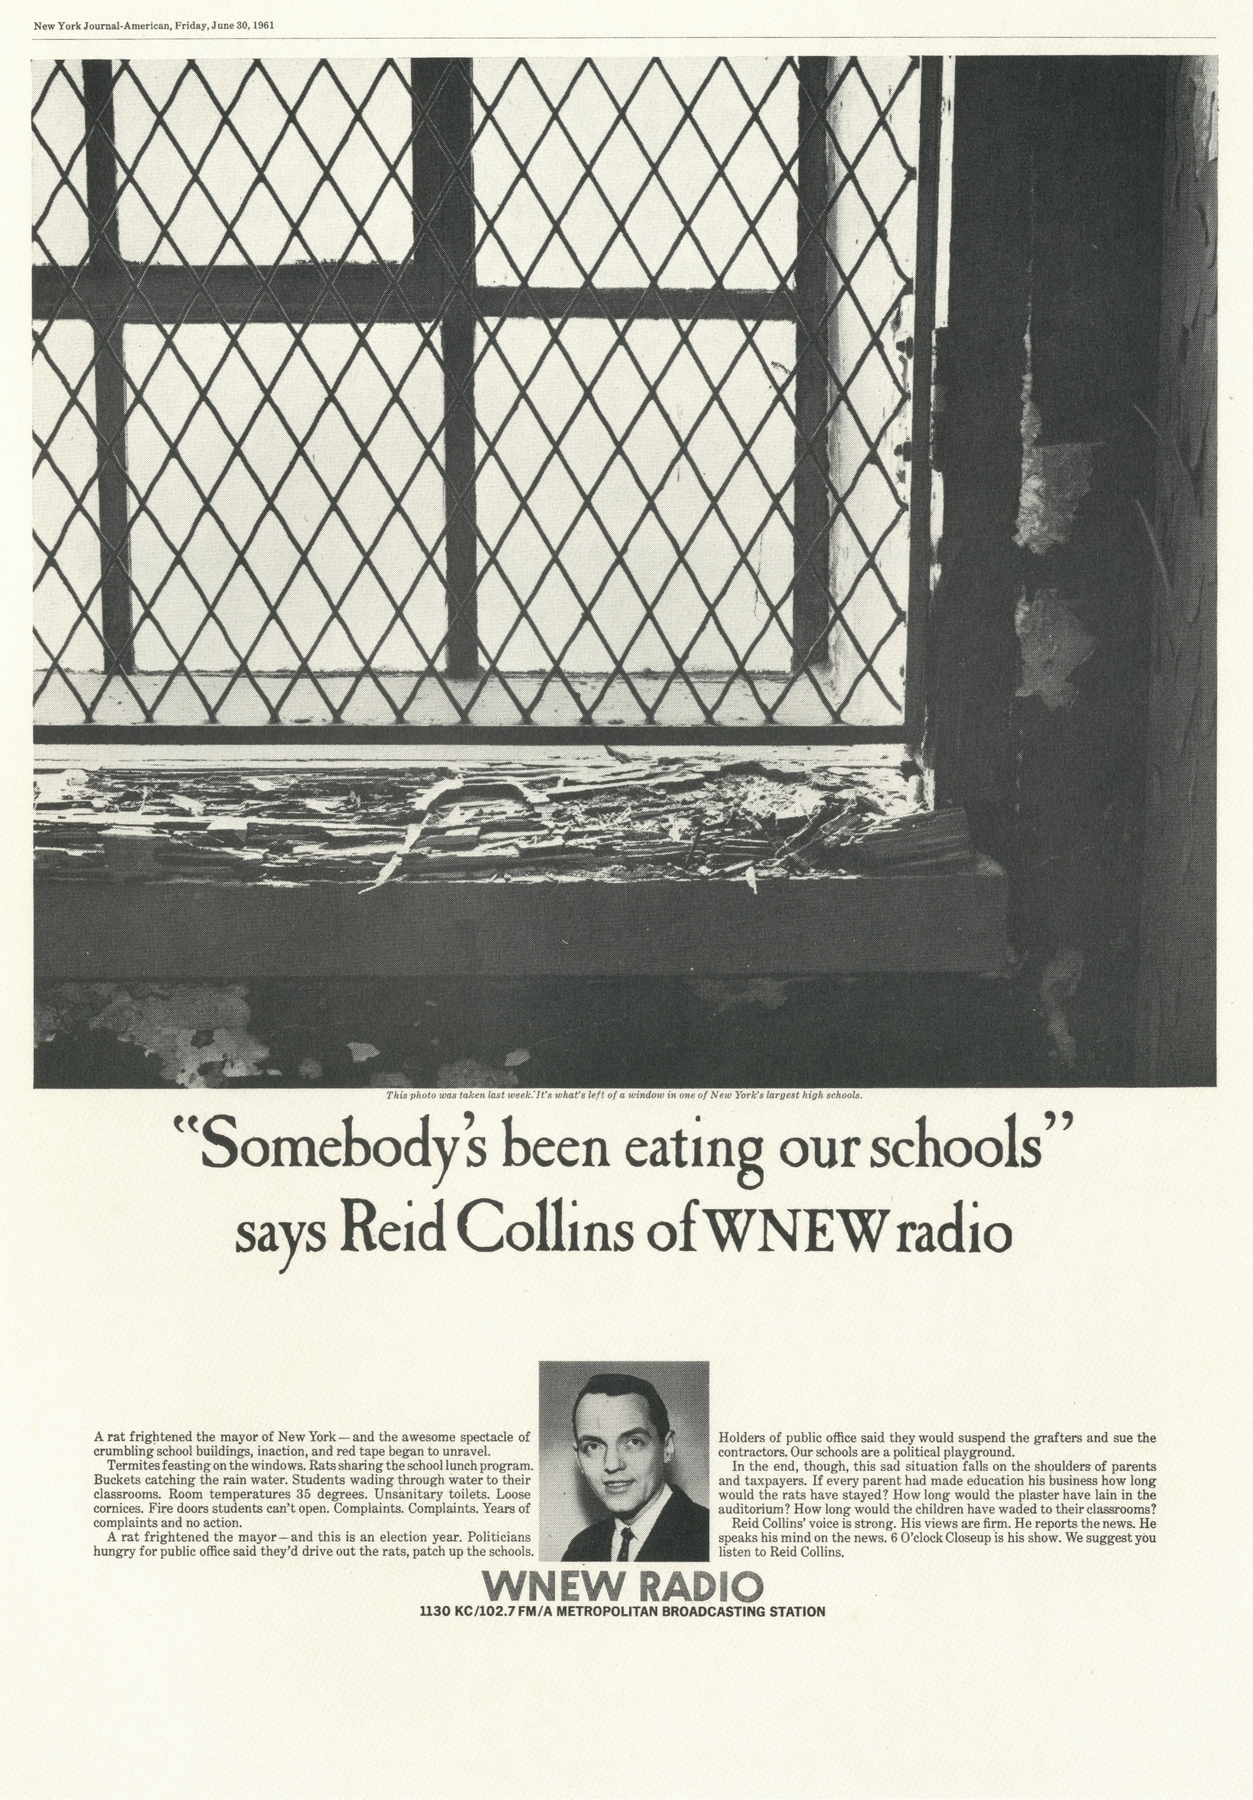 New York Journal-American, Friday, June 30, 1961
This photo was taken last week. It's what's left of a window in one of New York's largest high schools.
“Somebody’s been eating our schools”
says Reid Collins of WNEW radio
A rat frightened the mayor of New York—and the awesome spectacle of
crumbling school buildings, inaction, and red tape began to unravel.
Termites feasting on the windows. Rats sharing the school lunch program.
Buckets catching the rain water. Students wading through water to their
classrooms. Room temperatures 35 degrees. Unsanitary toilets. Loose
cornices. Fire doors students can’t open. Complaints. Complaints. Years of
complaints and no action.
A rat frightened the mayor—and this is an election year. Politicians
hungry for public office said they’d drive out the rats, patch up the schools.
Holders of public office said they would suspend the grafters and sue the
contractors. Our schools are a political playground.
In the end, though, this sad situation falls on the shoulders of parents
and taxpayers. If every parent had made education his business how long
would the rats have stayed? How long would the plaster have lain in the
auditorium? How long would the children have waded to their classrooms?
Reid Collins’ voice is strong. His views are firm. He reports the news. He
speaks his mind on the news. 6 O’clock Closeup is his show. We suggest you
listen to Reid Collins.
WNEW RADIO
1130 KC/102.7 FM/A METROPOLITAN BROADCASTING STATION